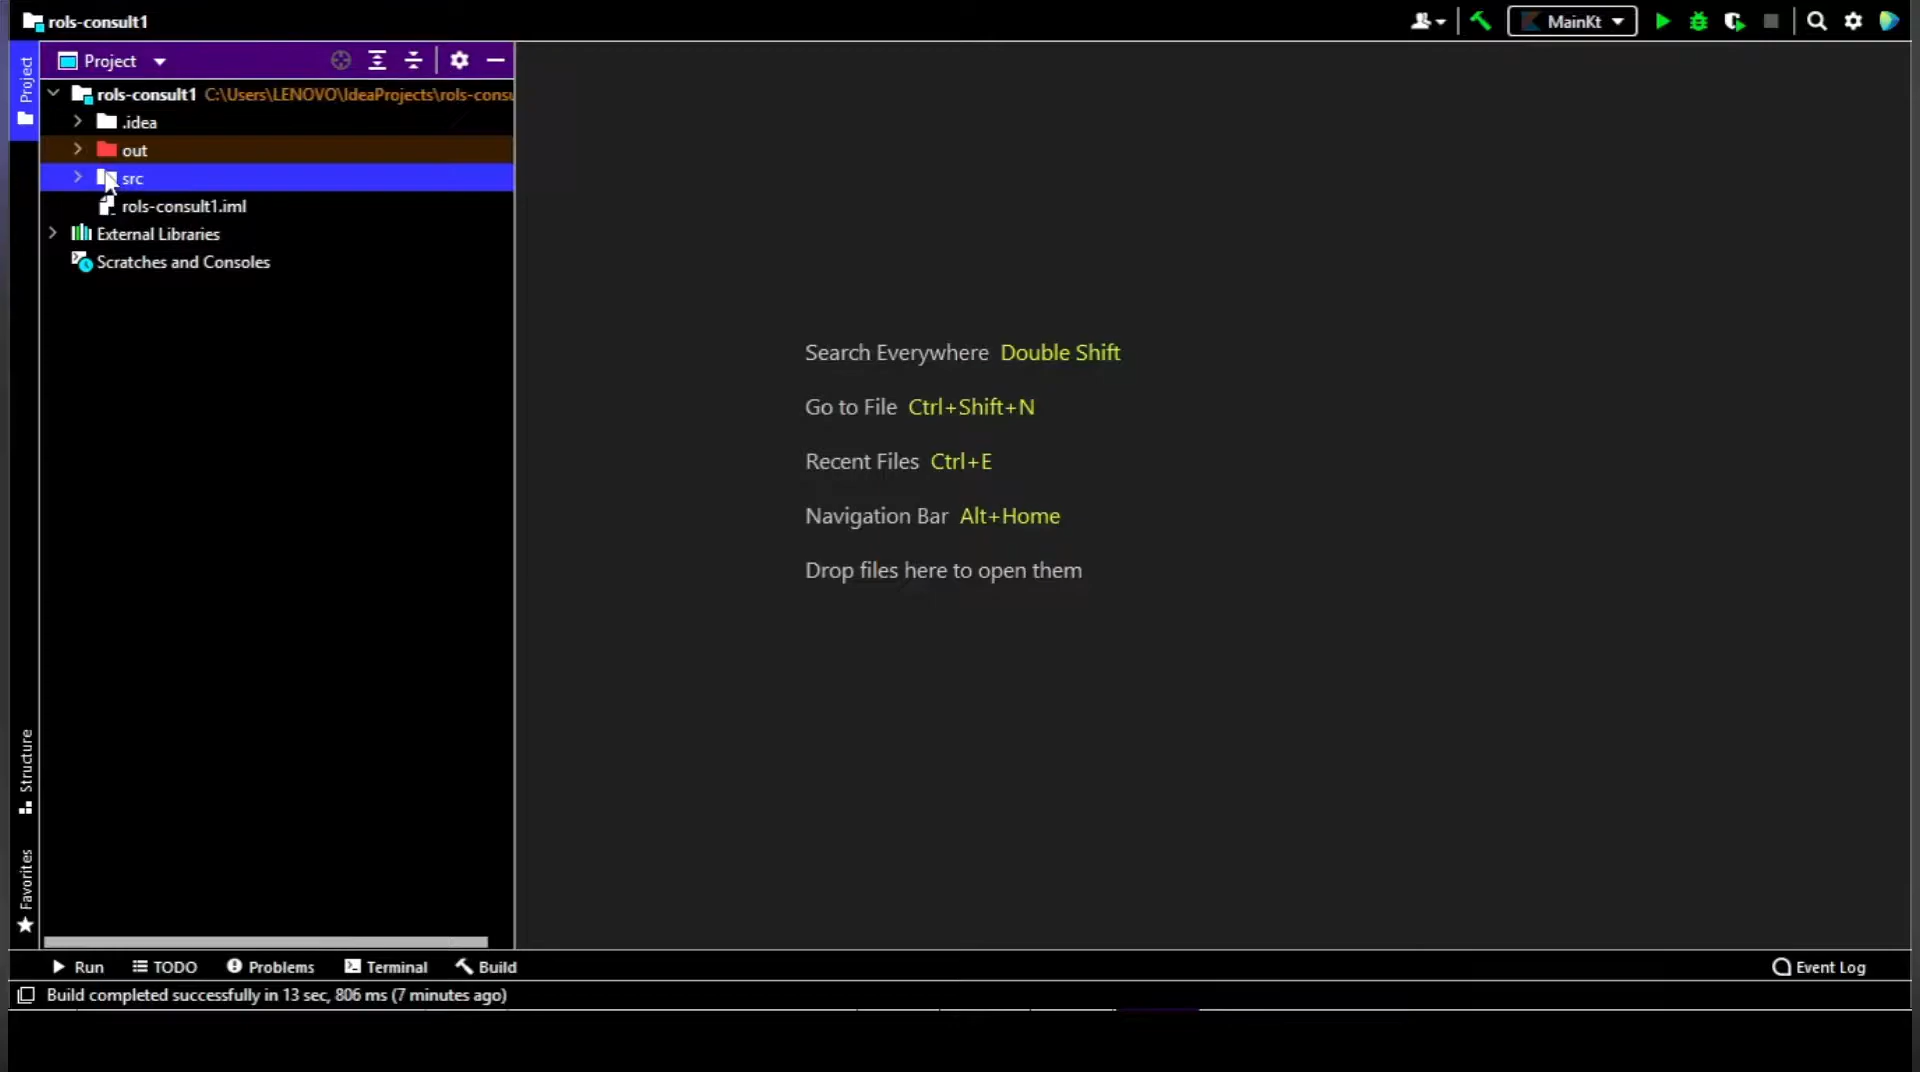 rols-consult1
MainKt
Project
Project
rols-consult1 C:\Users\LENOVO\IdeaProjects\rols-consu
.idea
out
src
rols-consult1.iml
External Libraries
Scratches and Consoles
Search Everywhere Double Shift
Go to File Ctrl+Shift+N
Recent Files Ctrl+E
Navigation Bar Alt+Home
Drop files here to open them
Structure
Favorites
Run TODO Problems Terminal Build Event Log
Build completed successfully in 13 sec, 806 ms (7 minutes ago)